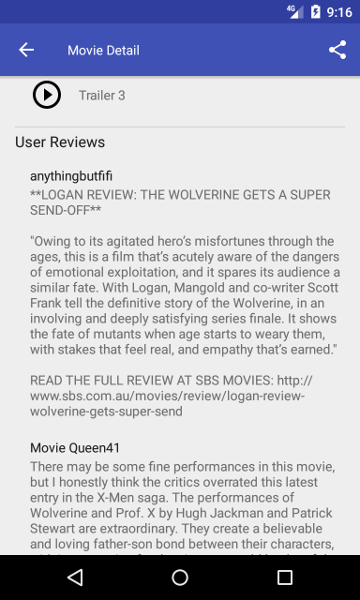 4G 9:16
Movie Detail
Trailer 3
User Reviews
anythingbutfifi
**LOGAN REVIEW: THE WOLVERINE GETS A SUPER
SEND-OFF**
"Owing to its agitated hero's misfortunes through the
ages, this is a film that's acutely aware of the dangers
of emotional exploitation, and it spares its audience a
similar fate. With Logan, Mangold and co-writer Scott
Frank tell the definitive story of the Wolverine, in an
involving and deeply satisfying series finale. It shows
the fate of mutants when age starts to weary them,
with stakes that feel real, and empathy that's earned."
READ THE FULL REVIEW AT SBS MOVIES: http://
www.sbs.com.au/movies/review/logan-review-
wolverine-gets-super-send
Movie Queen41
There may be some fine performances in this movie,
but I honestly think the critics overrated this latest
entry in the X-Men saga. The performances of
Wolverine and Prof. X by Hugh Jackman and Patrick
Stewart are extraordinary. They create a believable
and loving father-son bond between their characters,